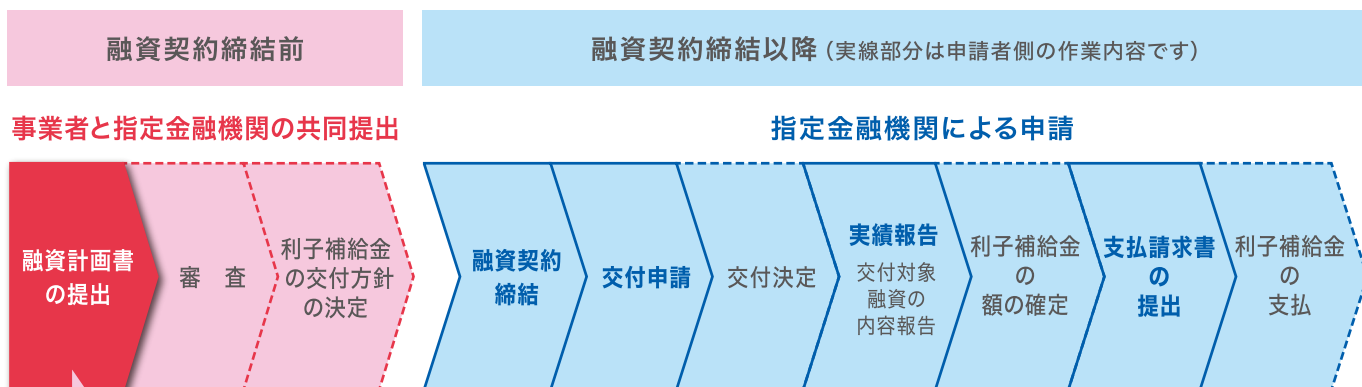 融資契約締結前
融資契約締結以降（実線部分は申請者側の作業内容です）
事業者と指定金融機関の共同提出
指定金融機関による申請
融資計画書
の提出
審　査
利子補給金
の交付方針
の決定
融資契約
締結
交付申請
交付決定
実績報告
交付対象
融資の
内容報告
利子補給金
の
額の確定
支払請求書
の
提出
利子補給金
の
支払